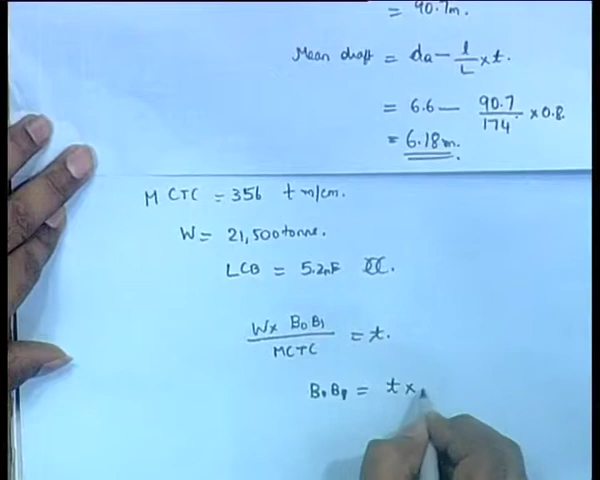 = 90.7m.
Mean draft = da - l/L x t.
= 6.6 - 90.7/174 x 0.8
= 6.18m.
MCTC = 356 t m/cm.
W = 21,500 tonne.
LCB = 5.2mF
W x B0B1/MCTC = t.
B0B1 = t x